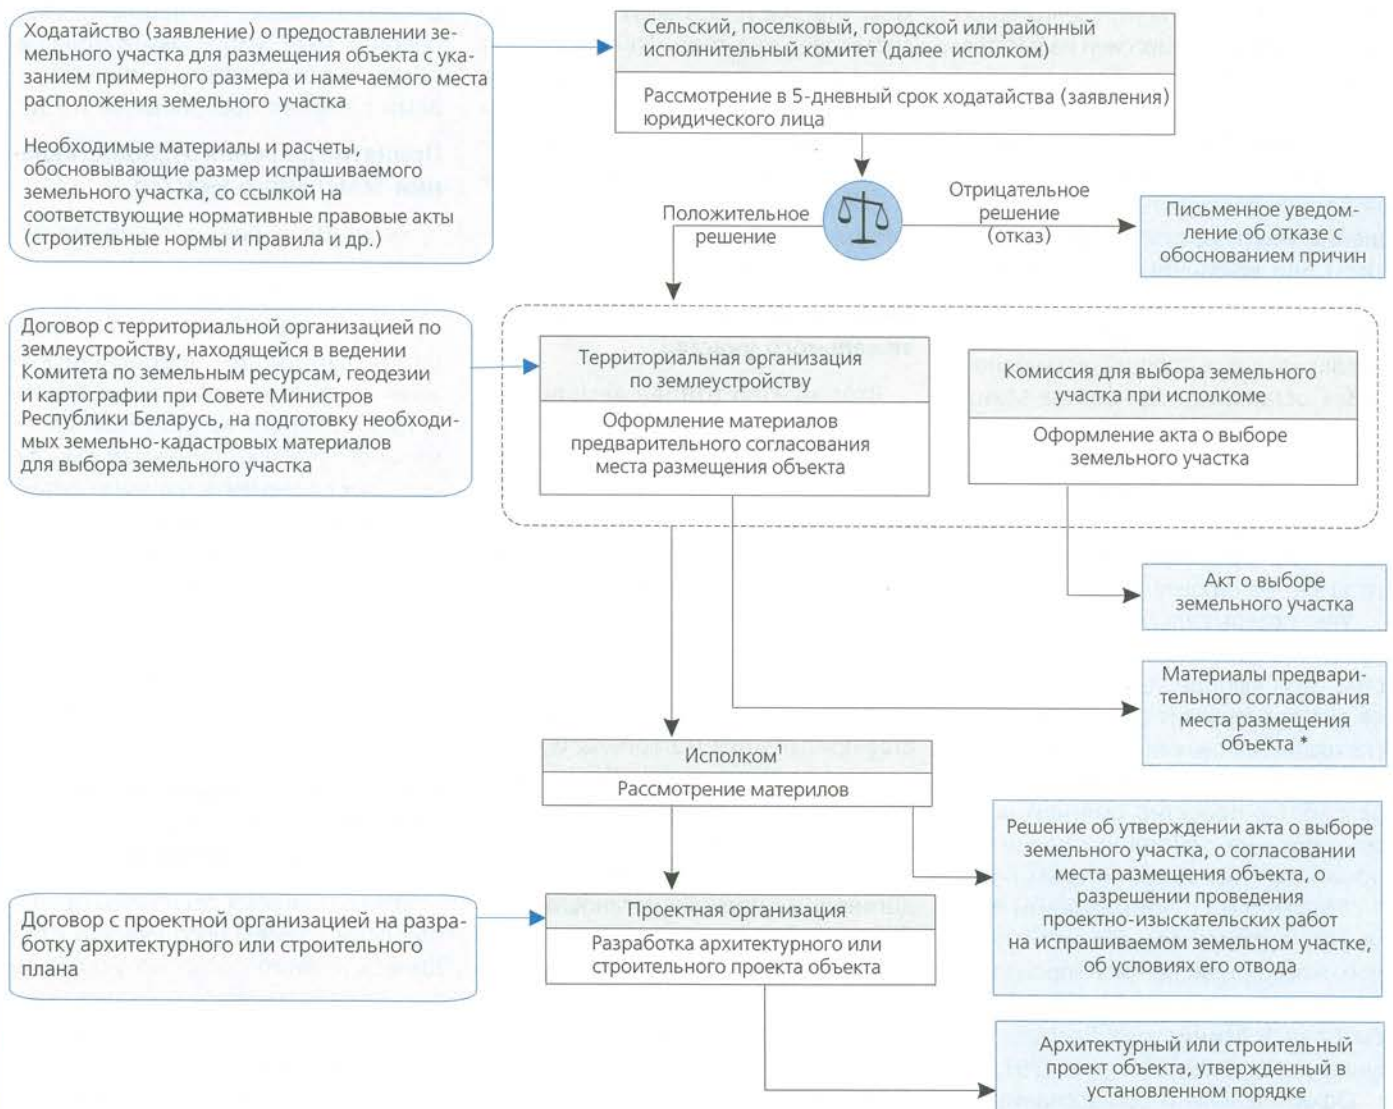 Ходатайство (заявление) о предоставлении зе-
мельного участка для размещения объекта с ука-
занием примерного размера и намечаемого места
расположения земельного участка
Необходимые материалы и расчеты,
обосновывающие размер испрашиваемого
земельного участка, со ссылкой на
соответствующие нормативные правовые акты
(строительные нормы и правила и др.)
Сельский, поселковый, городской или районный
исполнительный комитет (далее исполком)
Рассмотрение в 5-дневный срок ходатайства (заявления)
юридического лица
Положительное
решение
Отрицательное
решение
(отказ)
Письменное уведом-
ление об отказе с
обоснованием причин
Договор с территориальной организацией по
землеустройству, находящейся в ведении
Комитета по земельным ресурсам, геодезии
и картографии при Совете Министров
Республики Беларусь, на подготовку необходи-
мых земельно-кадастровых материалов
для выбора земельного участка
Территориальная организация
по землеустройству
Оформление материалов
предварительного согласования
места размещения объекта
Комиссия для выбора земельного
участка при исполкоме
Оформление акта о выборе
земельного участка
Акт о выборе
земельного участка
Материалы предвари-
тельного согласования
места размещения
объекта *
Исполком¹
Рассмотрение материлов
Решение об утверждении акта о выборе
земельного участка, о согласовании
места размещения объекта, о
разрешении проведения
проектно-изыскательских работ
на испрашиваемом земельном участке,
об условиях его отвода
Договор с проектной организацией на разра-
ботку архитектурного или строительного
плана
Проектная организация
Разработка архитектурного или
строительного проекта объекта
Архитектурный или строительный
проект объекта, утвержденный в
установленном порядке